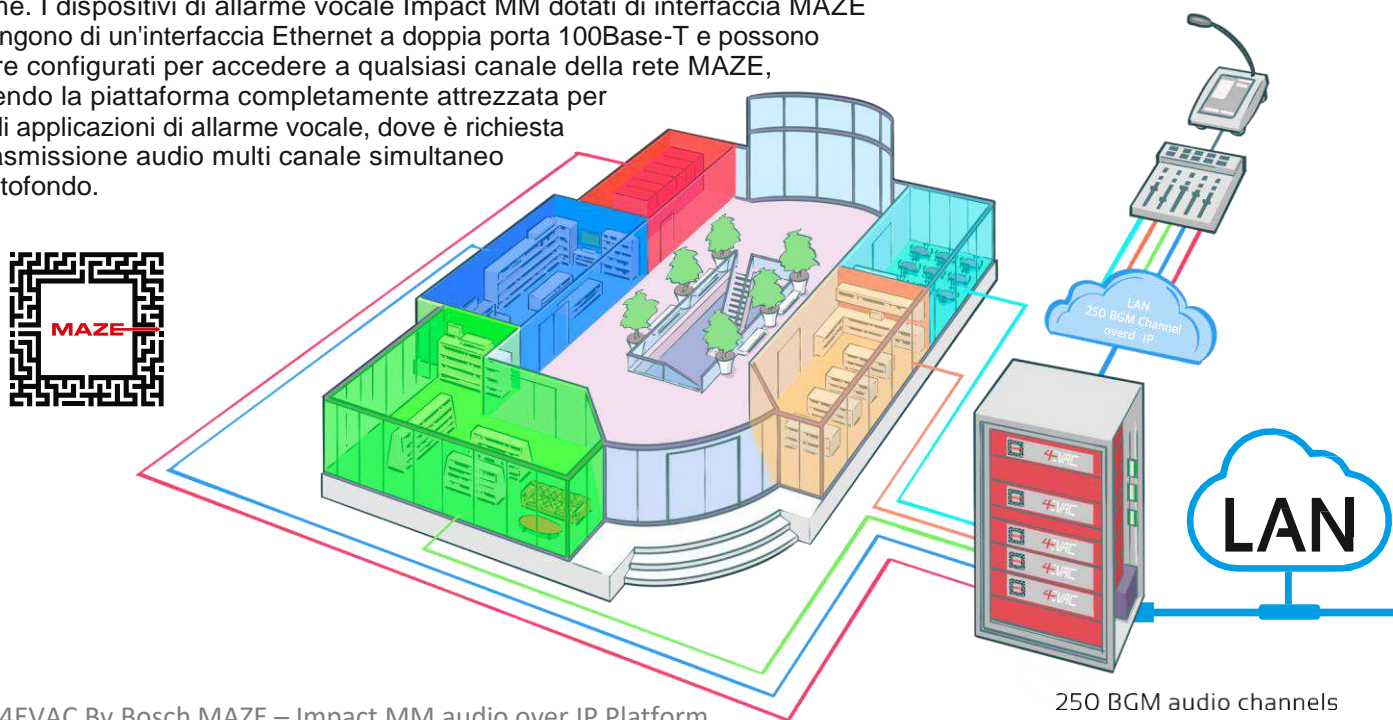 ne. I dispositivi di allarme vocale Impact MM dotati di interfaccia MAZE
ngono di un'interfaccia Ethernet a doppia porta 100Base-T e possono
re configurati per accedere a qualsiasi canale della rete MAZE,
endo la piattaforma completamente attrezzata per
di applicazioni di allarme vocale, dove è richiesta
asmissione audio multi canale simultaneo
ttofondo.
MAZE
LAN
250 BGM Channel
overd IP
4EVAC
4EVAC
4EVAC
4EVAC
4EVAC
LAN
250 BGM audio channels
4EVAC By Bosch MAZE – Impact MM audio over IP Platform